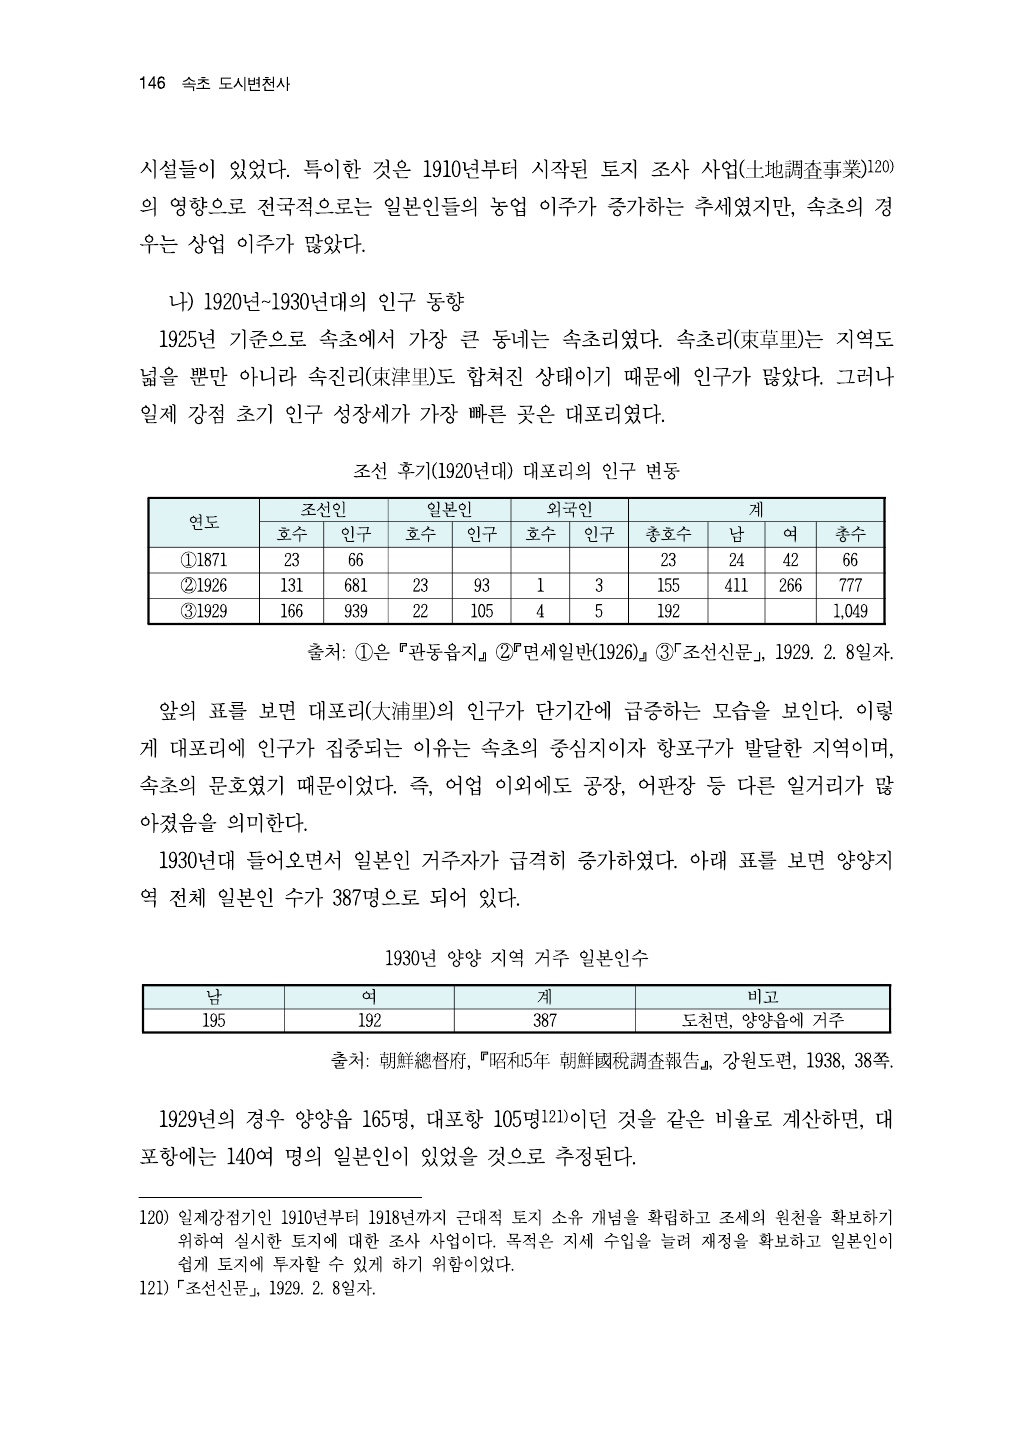 146 속초 도시변천사
시설들이 있었다. 특이한 것은 1910년부터 시작된 토지 조사 사업(土地調査事業)120)
의 영향으로 전국적으로는 일본인들의 농업 이주가 증가하는 추세였지만, 속초의 경
우는 상업 이주가 많았다.
나) 1920년~1930년대의 인구 동향
1925년 기준으로 속초에서 가장 큰 동네는 속초리였다. 속초리(束草里)는 지역도
넓을 뿐만 아니라 속진리(束津里)도 합쳐진 상태이기 때문에 인구가 많았다. 그러나
일제 강점 초기 인구 성장세가 가장 빠른 곳은 대포리였다.
조선 후기(1920년대) 대포리의 인구 변동
연도 조선인 일본인 외국인 계
호수 인구 호수 인구 호수 인구 총호수 남 여 총수
①1871 23 66 23 24 42 66
②1926 131 681 23 93 1 3 155 411 266 777
③1929 166 939 22 105 4 5 192 1,049
출처: ①은 『관동읍지』 ②『면세일반(1926)』 ③「조선신문」, 1929. 2. 8일자.
앞의 표를 보면 대포리(大浦里)의 인구가 단기간에 급증하는 모습을 보인다. 이렇
게 대포리에 인구가 집중되는 이유는 속초의 중심지이자 항포구가 발달한 지역이며,
속초의 문호였기 때문이었다. 즉, 어업 이외에도 공장, 어판장 등 다른 일거리가 많
아졌음을 의미한다.
1930년대 들어오면서 일본인 거주자가 급격히 증가하였다. 아래 표를 보면 양양지
역 전체 일본인 수가 387명으로 되어 있다.
1930년 양양 지역 거주 일본인수
남 여 계 비고
195 192 387 도천면, 양양읍에 거주
출처: 朝鮮總督府, 『昭和5年 朝鮮國稅調査報告』, 강원도편, 1938, 38쪽.
1929년의 경우 양양읍 165명, 대포항 105명121)이던 것을 같은 비율로 계산하면, 대
포항에는 140여 명의 일본인이 있었을 것으로 추정된다.
120) 일제강점기인 1910년부터 1918년까지 근대적 토지 소유 개념을 확립하고 조세의 원천을 확보하기
위하여 실시한 토지에 대한 조사 사업이다. 목적은 지세 수입을 늘려 재정을 확보하고 일본인이
쉽게 토지에 투자할 수 있게 하기 위함이었다.
121) 「조선신문」, 1929. 2. 8일자.